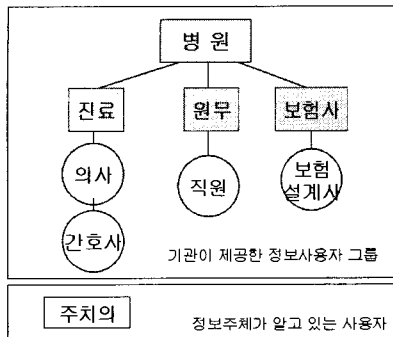 병 원
진료 원무 보험사
의사
직원
보험
설계사
간호사
기관이 제공한 정보사용자 그룹
주치의
정보주체가 알고 있는 사용자